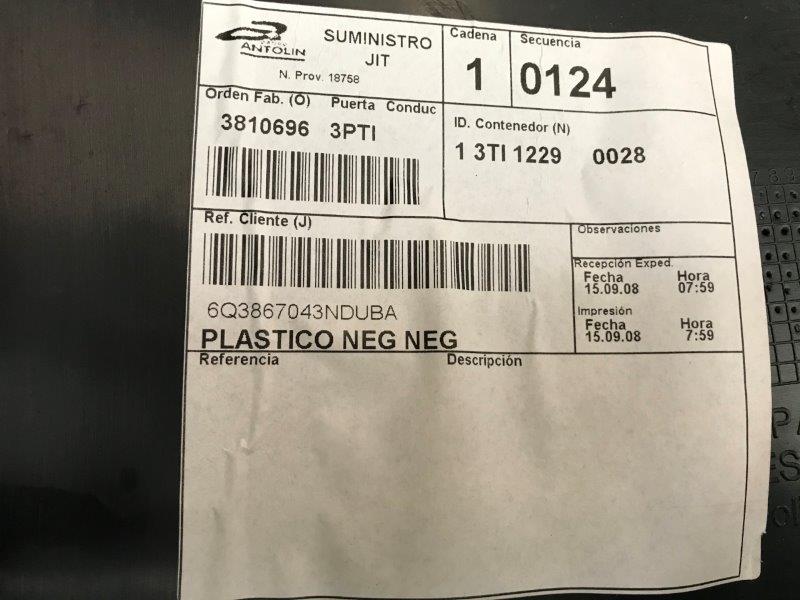 ANTOLIN
SUMINISTRO
JIT
N. Prov. 18758
Cadena
1
Secuencia
0124
Orden Fab. (O) Puerta Conduc
3810696 3PTI
ID. Contenedor (N)
1 3TI 1229 0028
Ref. Cliente (J)
6Q3867043NDUBA
PLASTICO NEG NEG
Observaciones
Recepción Exped.
Fecha Hora
15.09.08 07:59
Impresión
Fecha Hora
15.09.08 7:59
Referencia Descripción